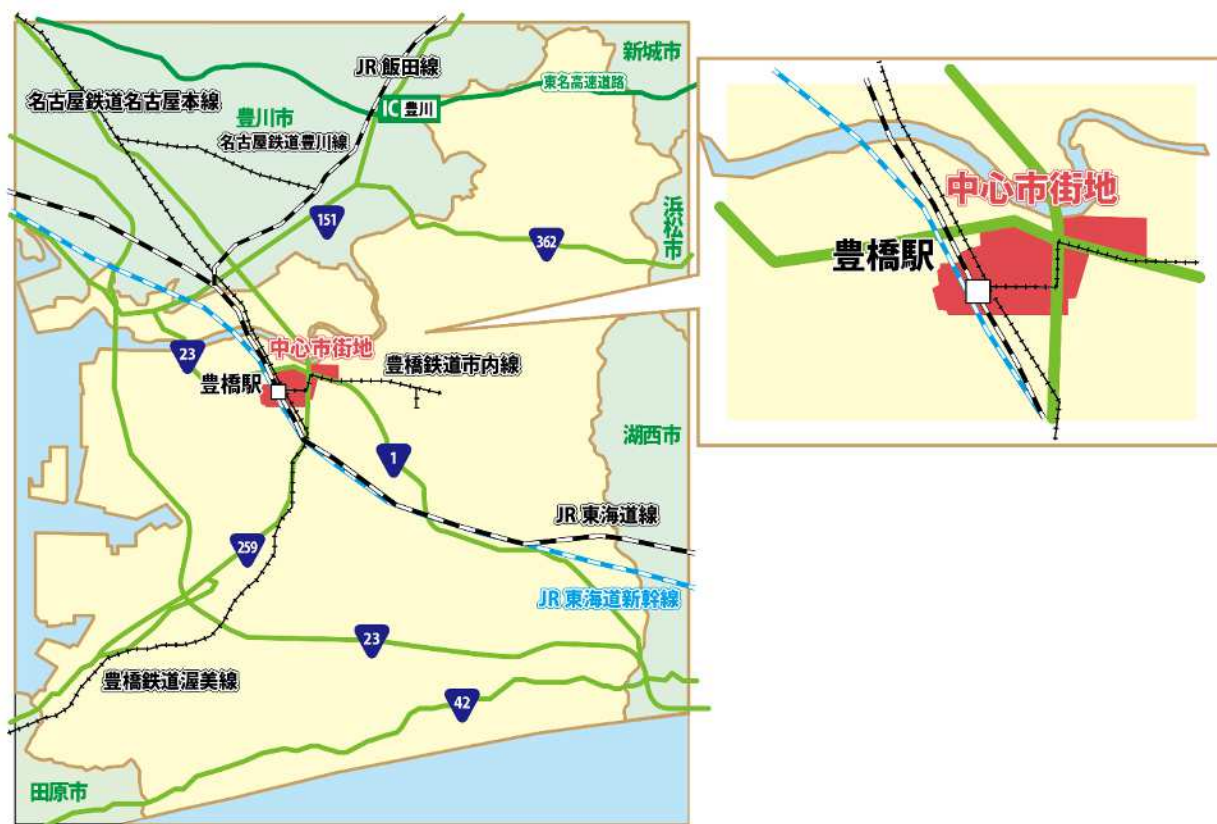 新城市
JR 飯田線
東名高速道路
名古屋鉄道名古屋本線
IC 豊川
豊川市
名古屋鉄道豊川線
浜松市
151
362
中心市街地
豊橋駅
23
中心市街地
豊橋鉄道市内線
豊橋駅
湖西市
1
JR 東海道線
259
JR 東海道新幹線
23
豊橋鉄道渥美線
42
田原市